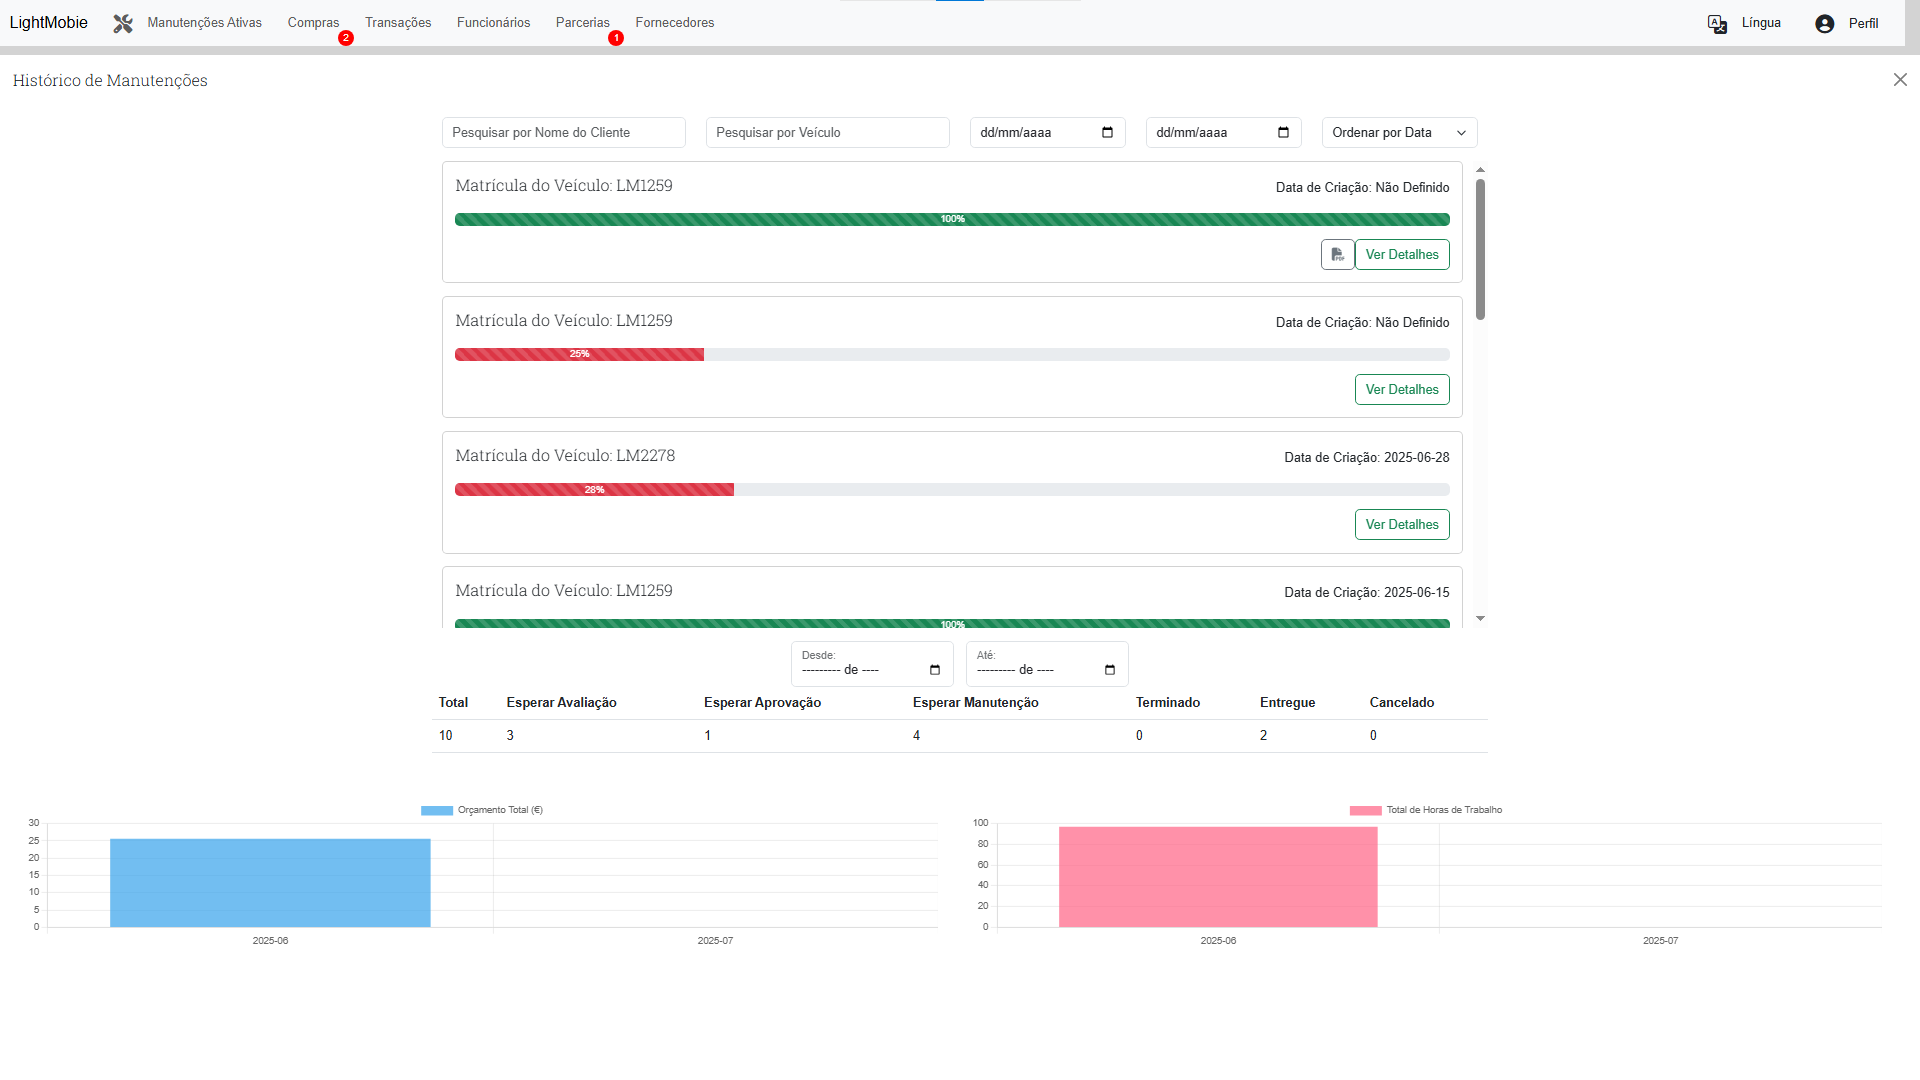 LightMobie Manutenções Ativas Compras Transações Funcionários Parcerias Fornecedores Língua Perfil
2 1
Histórico de Manutenções
Pesquisar por Nome do Cliente Pesquisar por Veículo dd/mm/aaaa dd/mm/aaaa Ordenar por Data
Matrícula do Veículo: LM1259 Data de Criação: Não Definido
100%
PDF Ver Detalhes
Matrícula do Veículo: LM1259 Data de Criação: Não Definido
25%
Ver Detalhes
Matrícula do Veículo: LM2278 Data de Criação: 2025-06-28
28%
Ver Detalhes
Matrícula do Veículo: LM1259 Data de Criação: 2025-06-15
100%
Desde: Até:
--------- de ---- --------- de ----
Total Esperar Avaliação Esperar Aprovação Esperar Manutenção Terminado Entregue Cancelado
10 3 1 4 0 2 0
Orçamento Total (€)
30
25
20
15
10
5
0
2025-06 2025-07
Total de Horas de Trabalho
100
80
60
40
20
0
2025-06 2025-07